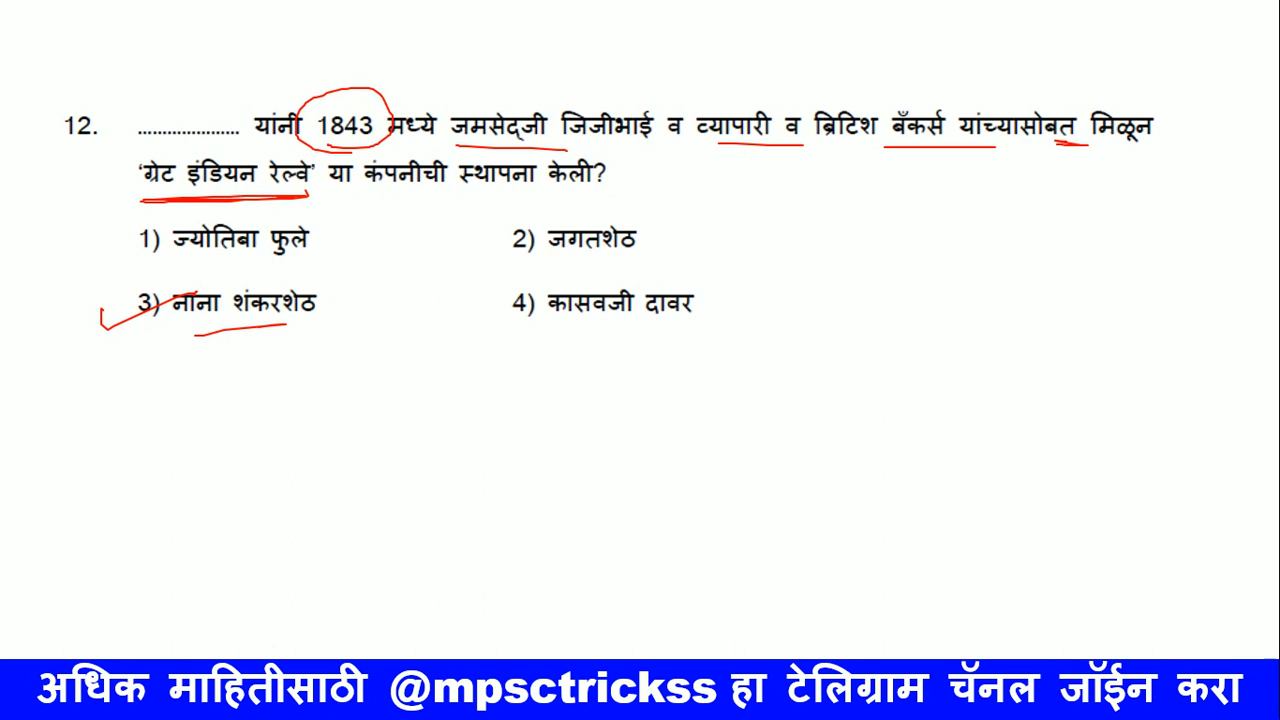 12. ..................... यांनी 1843 मध्ये जमसेद्जी जिजीभाई व व्यापारी व ब्रिटिश बँकर्स यांच्यासोबत मिळून
‘ग्रेट इंडियन रेल्वे’ या कंपनीची स्थापना केली?
1) ज्योतिबा फुले 2) जगतशेठ
3) नाना शंकरशेठ 4) कासवजी दावर
अधिक माहितीसाठी @mpsctrickss हा टेलिग्राम चॅनल जॉईन करा